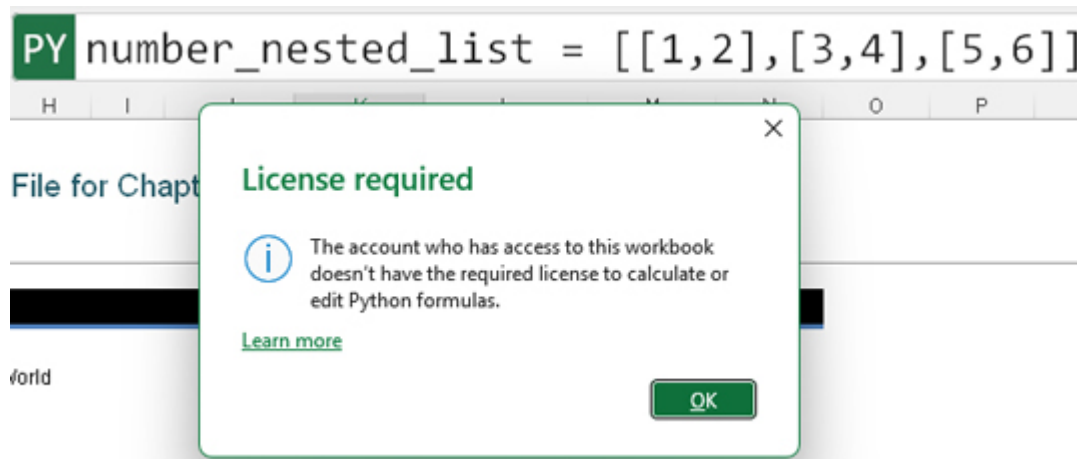 PY number_nested_list = [[1,2],[3,4],[5,6]]
H I K N O P
File for Chapt
License required
The account who has access to this workbook
doesn't have the required license to calculate or
edit Python formulas.
Learn more
World
OK